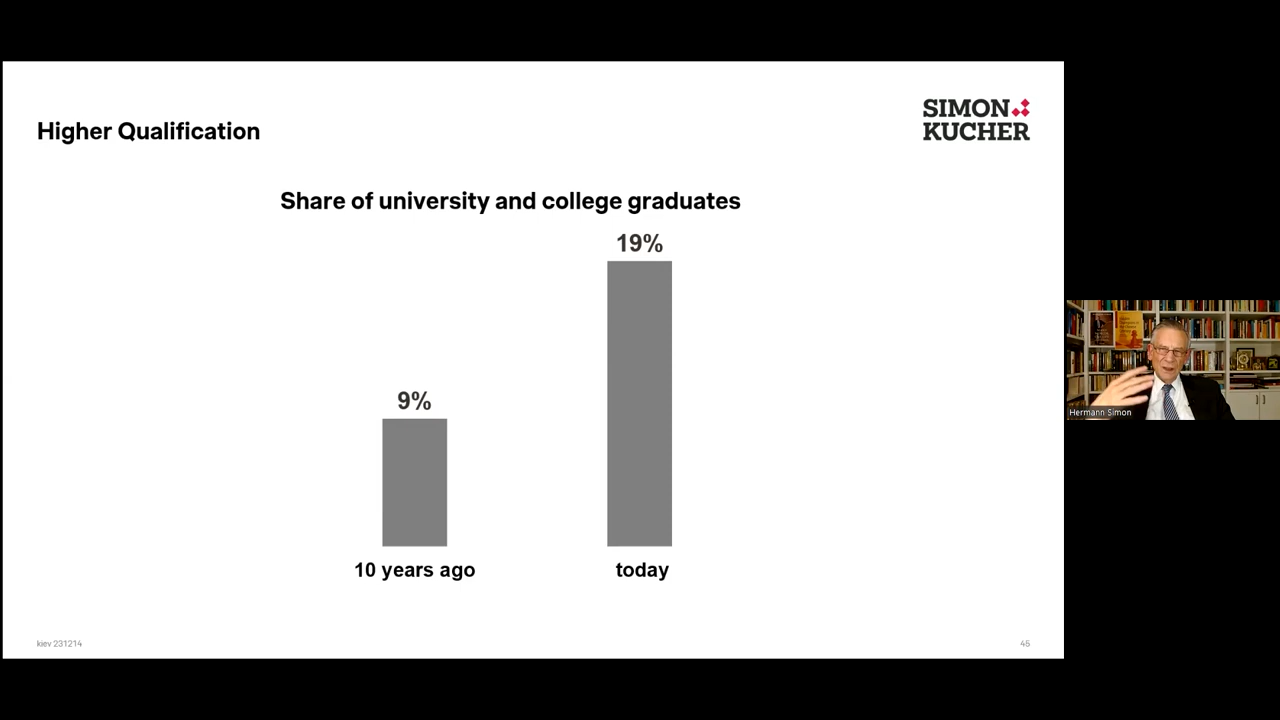 Higher Qualification
SIMON
KUCHER
Share of university and college graduates
19%
9%
10 years ago
today
Hermann Simon
kiev 231214
45